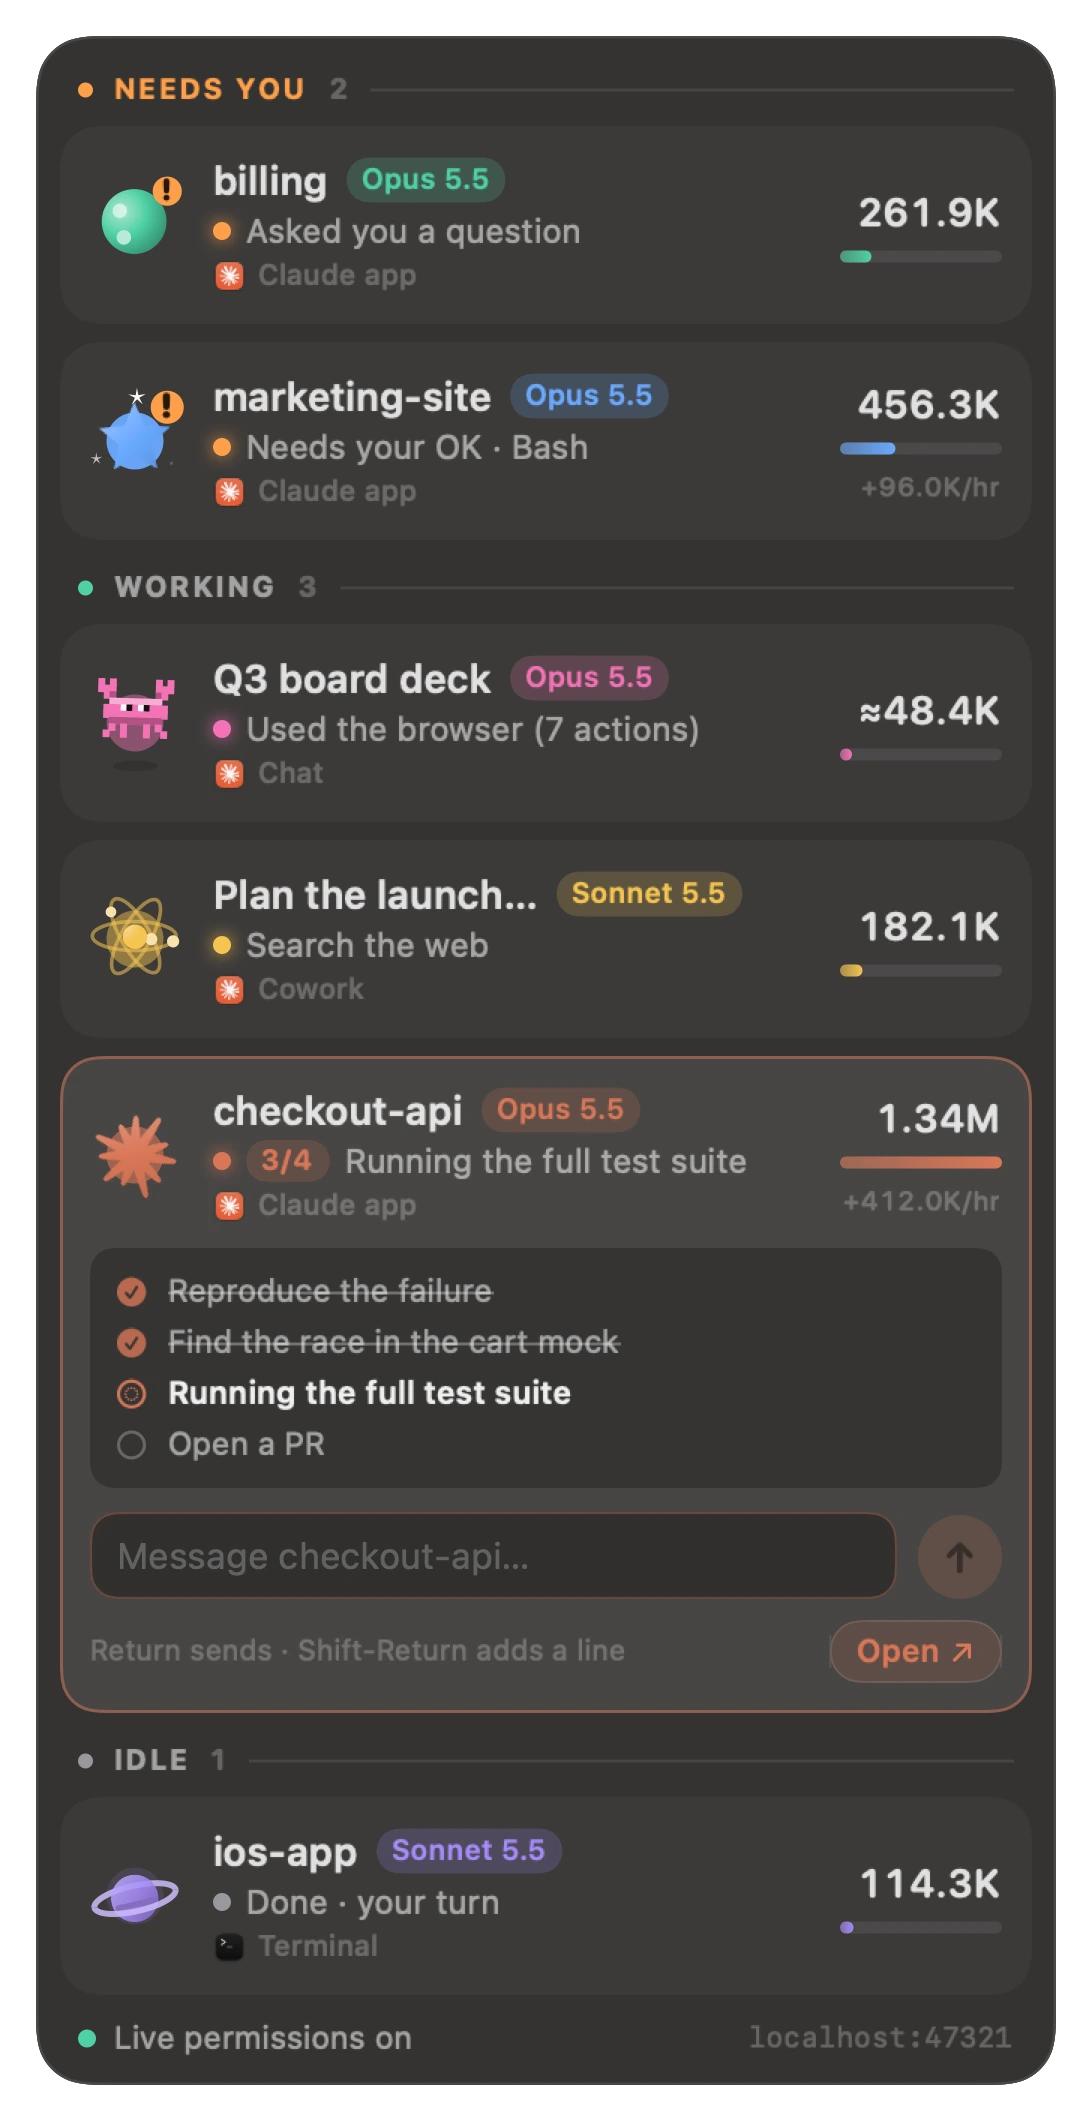 NEEDS YOU 2
billing Opus 5.5
Asked you a question
Claude app
261.9K
marketing-site Opus 5.5
Needs your OK · Bash
Claude app
456.3K
+96.0K/hr
WORKING 3
Q3 board deck Opus 5.5
Used the browser (7 actions)
Chat
≈48.4K
Plan the launch... Sonnet 5.5
Search the web
Cowork
182.1K
checkout-api Opus 5.5
3/4 Running the full test suite
Claude app
1.34M
+412.0K/hr
Reproduce the failure
Find the race in the cart mock
Running the full test suite
Open a PR
Message checkout-api...
Return sends · Shift-Return adds a line
Open ↗
IDLE 1
ios-app Sonnet 5.5
Done · your turn
Terminal
114.3K
Live permissions on
localhost:47321